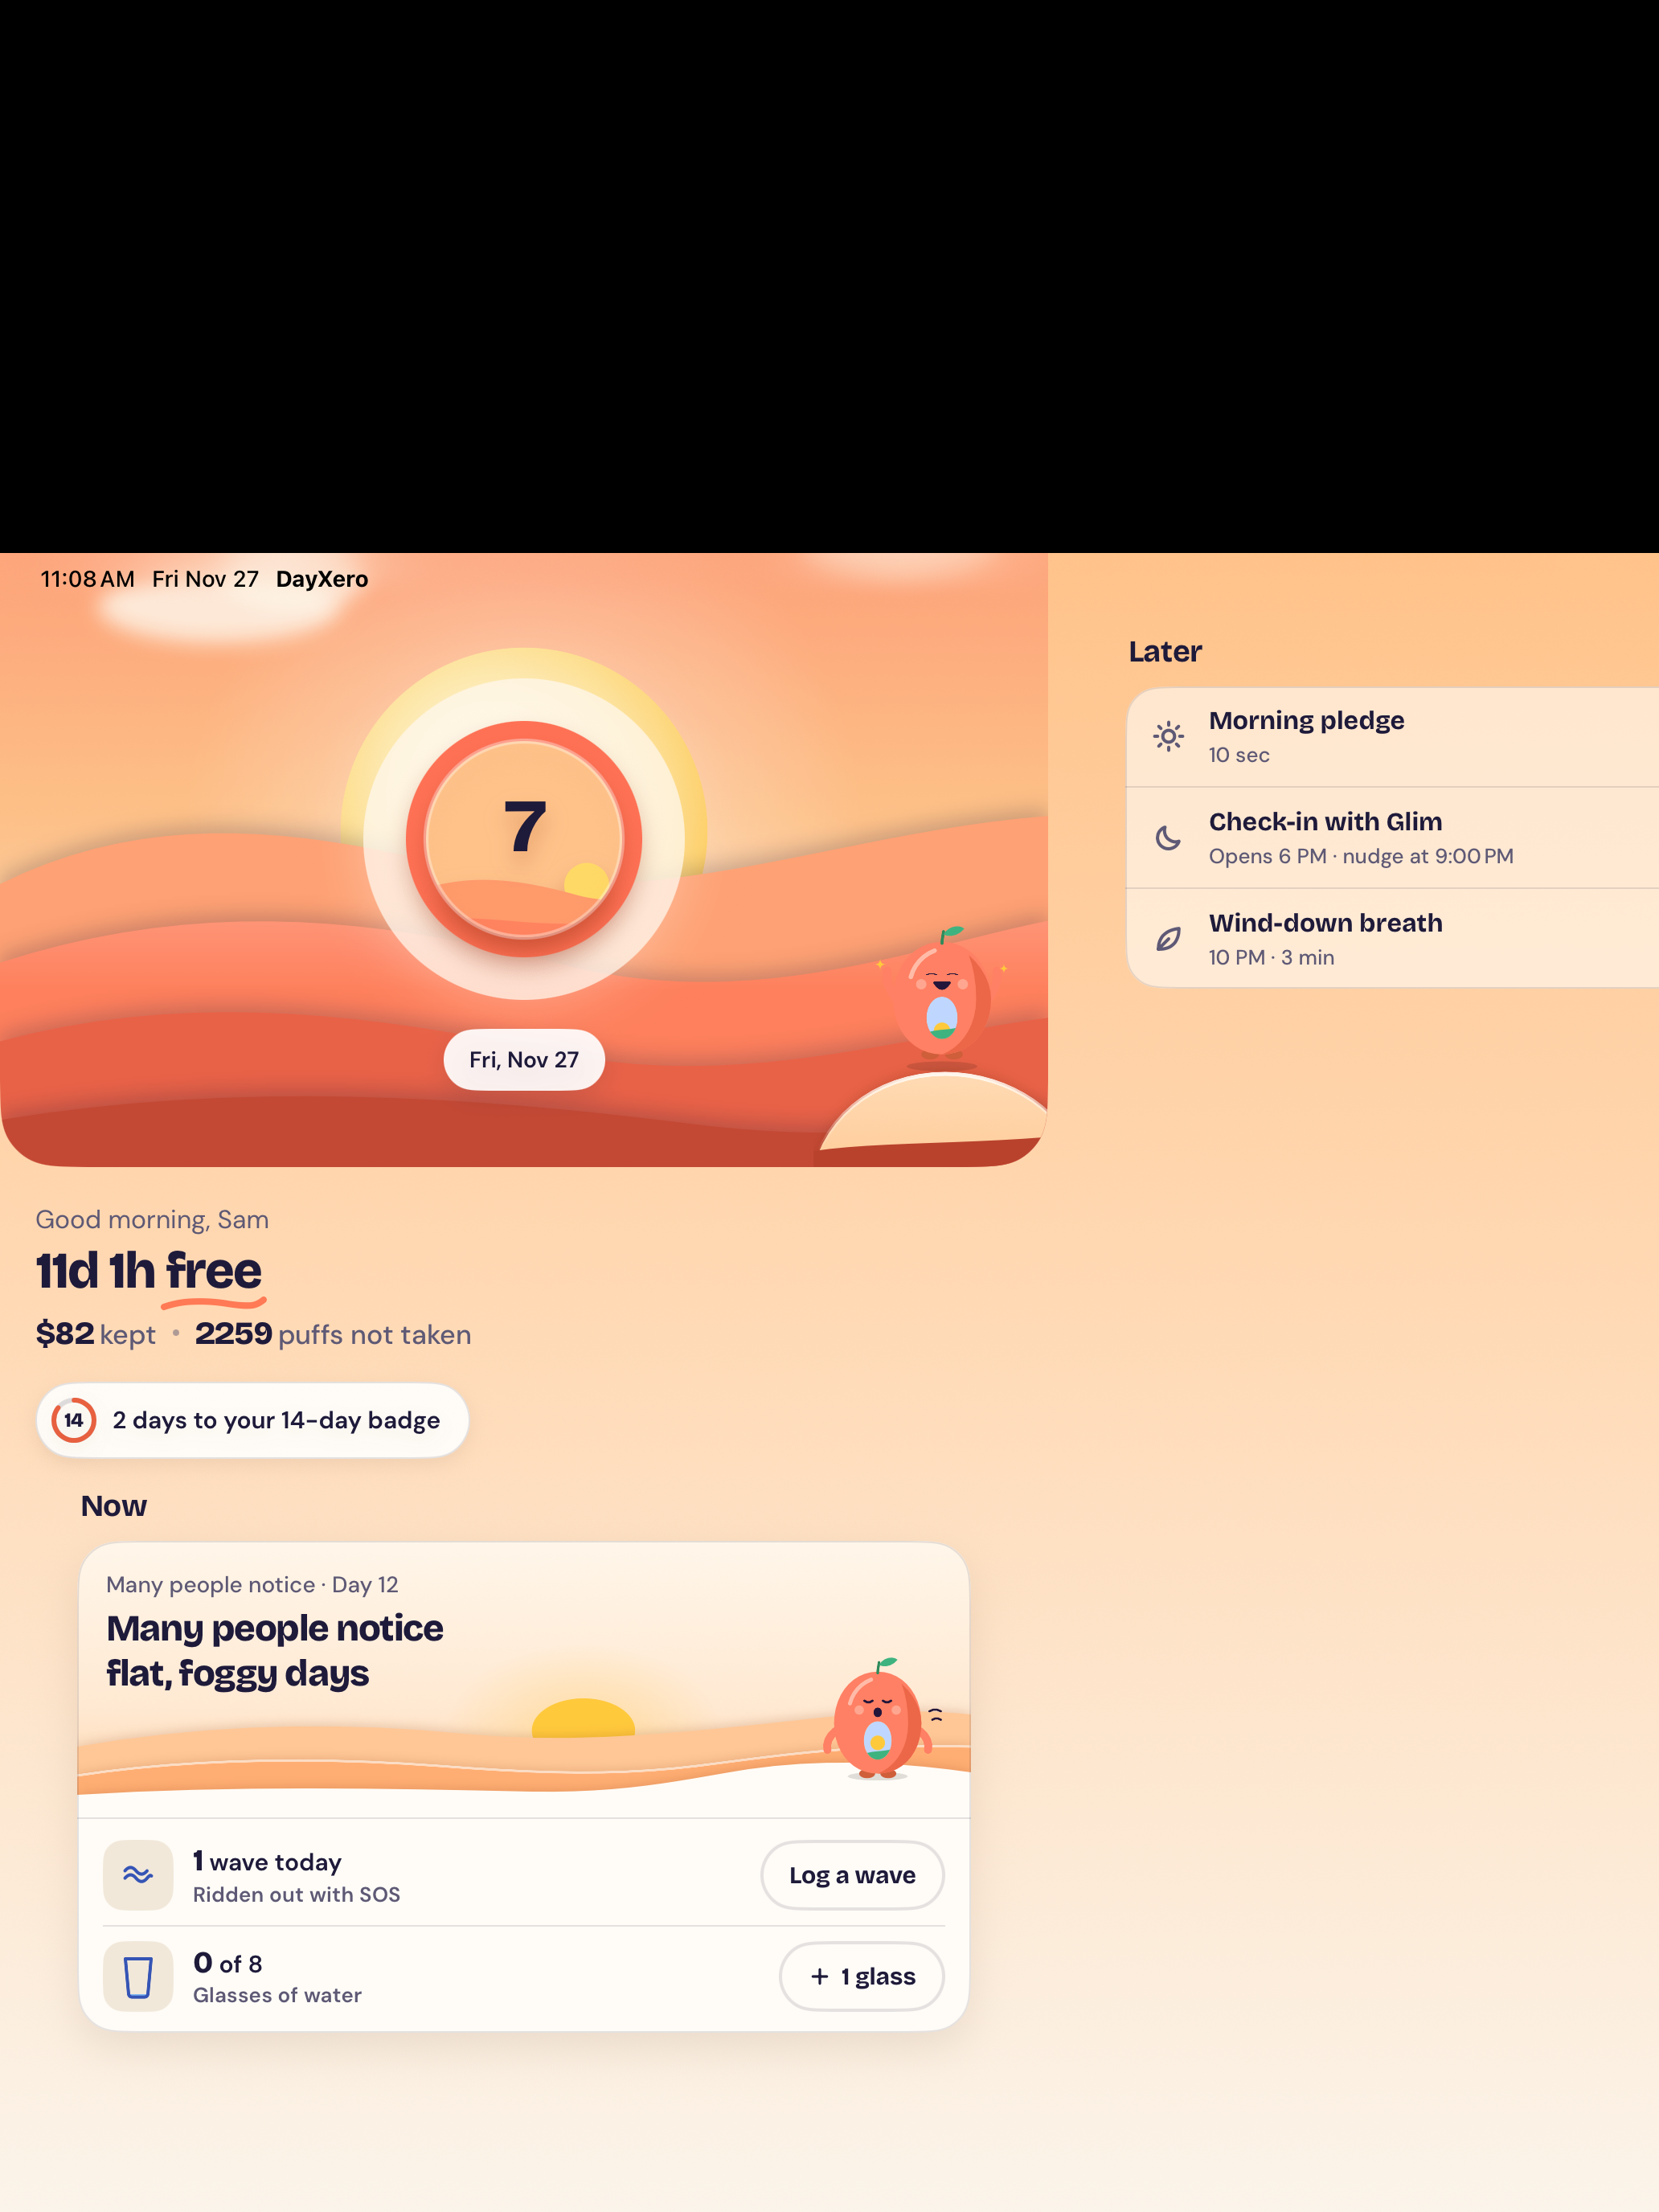 11:08 AM Fri Nov 27 DayXero
7
Fri, Nov 27
Good morning, Sam
11d 1h free
$82 kept • 2259 puffs not taken
14 2 days to your 14-day badge
Now
Many people notice · Day 12
Many people notice
flat, foggy days
1 wave today
Ridden out with SOS
Log a wave
0 of 8
Glasses of water
+ 1 glass
Later
Morning pledge
10 sec
Check-in with Glim
Opens 6 PM · nudge at 9:00 PM
Wind-down breath
10 PM · 3 min